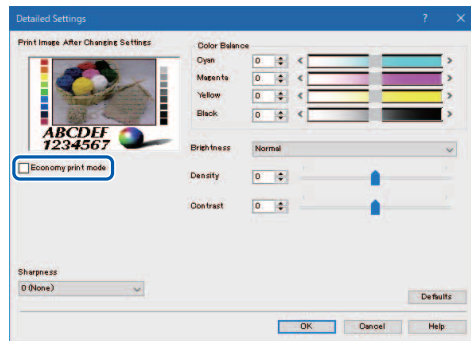 Detailed Settings ? ×
Print Image After Changing Settings
ABCDEF
1234567
Economy print mode
Color Balance
Cyan 0 < >
Magenta 0 < >
Yellow 0 < >
Black 0 < >
Brightness Normal
Density 0
Contrast 0
Sharpness
0 (None)
Defaults
OK Cancel Help